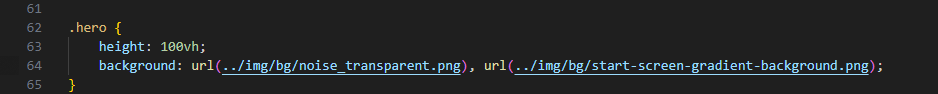 61
62 .hero {
63 height: 100vh;
64 background: url(../img/bg/noise_transparent.png), url(../img/bg/start-screen-gradient-background.png);
65 }